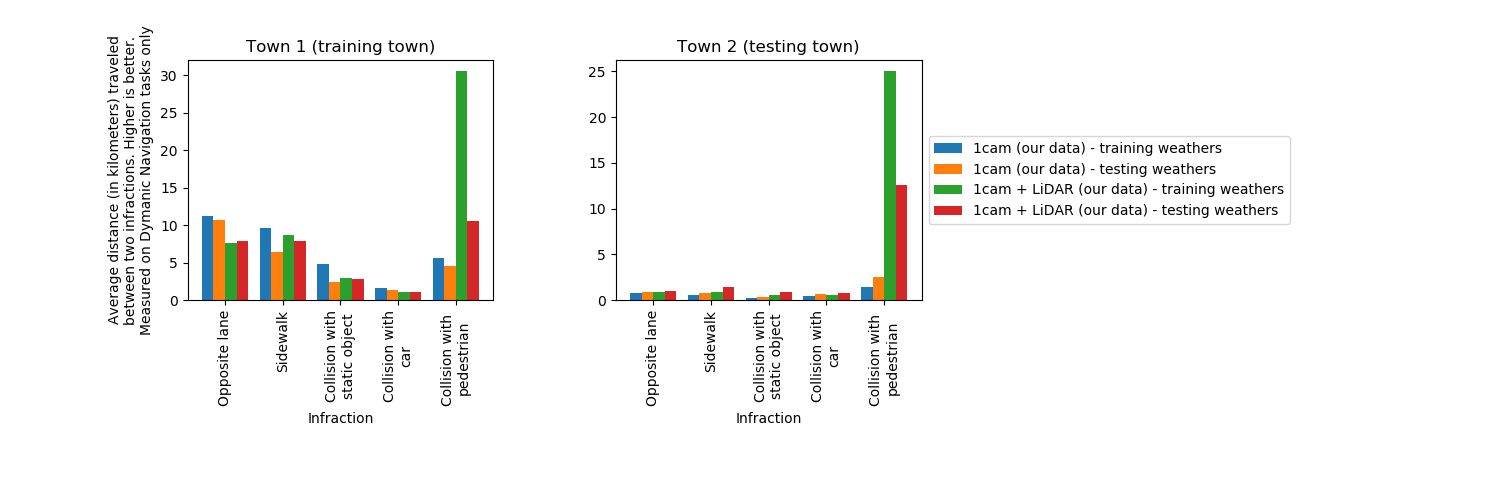 Average distance (in kilometers) traveled
between two infractions. Higher is better.
Measured on Dymanic Navigation tasks only
Town 1 (training town)
30
25
20
15
10
5
0
Opposite lane
Sidewalk
Collision with
static object
Collision with
car
Collision with
pedestrian
Infraction
Town 2 (testing town)
25
20
15
10
5
0
Opposite lane
Sidewalk
Collision with
static object
Collision with
car
Collision with
pedestrian
Infraction
1cam (our data) - training weathers
1cam (our data) - testing weathers
1cam + LiDAR (our data) - training weathers
1cam + LiDAR (our data) - testing weathers